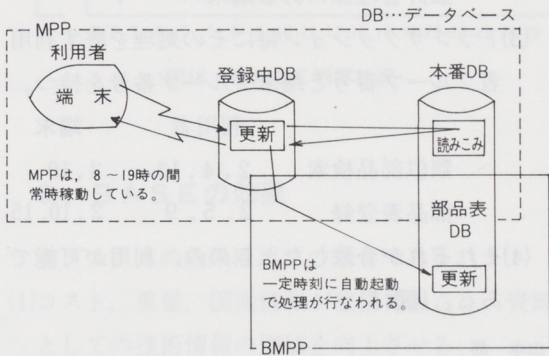 DB…データベース
MPP
利用者
端末
登録中DB
更新
本番DB
読みこみ
MPPは、8〜19時の間
常時稼動している。
部品表
DB
更新
BMPPは
一定時刻に自動起動
で処理が行なわれる。
BMPP